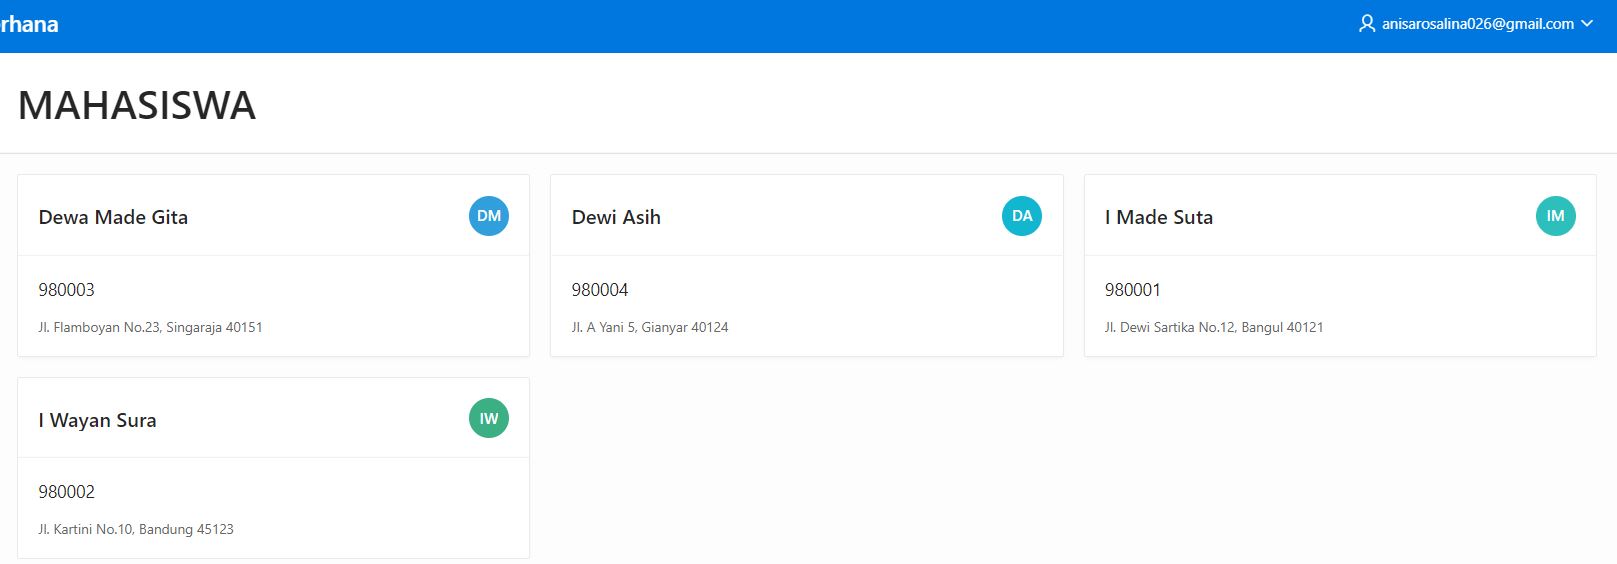 rhana
anisarosalina026@gmail.com
MAHASISWA
Dewa Made Gita
DM
980003
Jl. Flamboyan No.23, Singaraja 40151
Dewi Asih
DA
980004
Jl. A Yani 5, Gianyar 40124
I Made Suta
IM
980001
Jl. Dewi Sartika No.12, Bangul 40121
I Wayan Sura
IW
980002
Jl. Kartini No.10, Bandung 45123